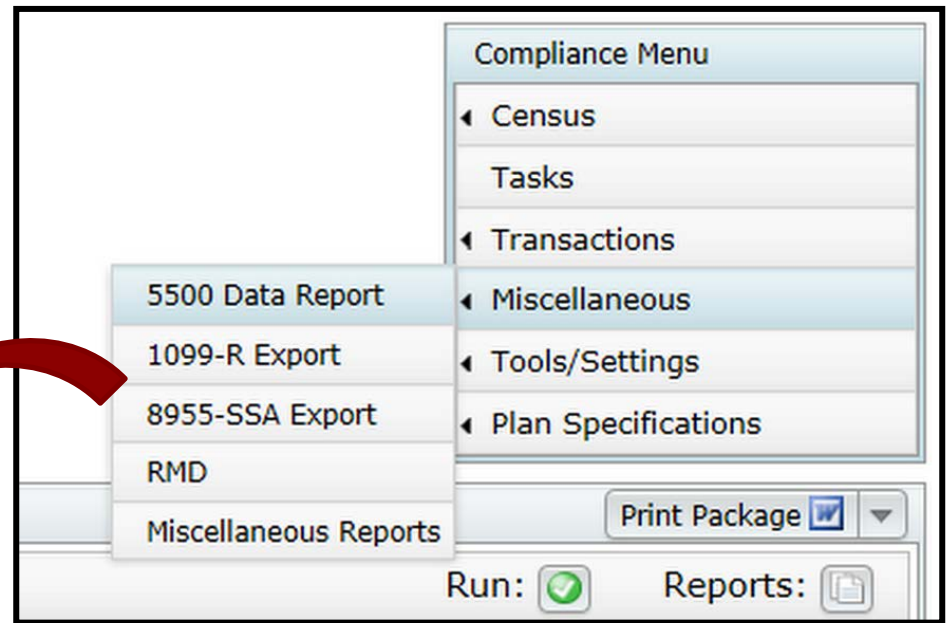 Compliance Menu
Census
Tasks
Transactions
5500 Data Report
Miscellaneous
1099-R Export
Tools/Settings
8955-SSA Export
Plan Specifications
RMD
Miscellaneous Reports
Print Package
Run:
Reports: